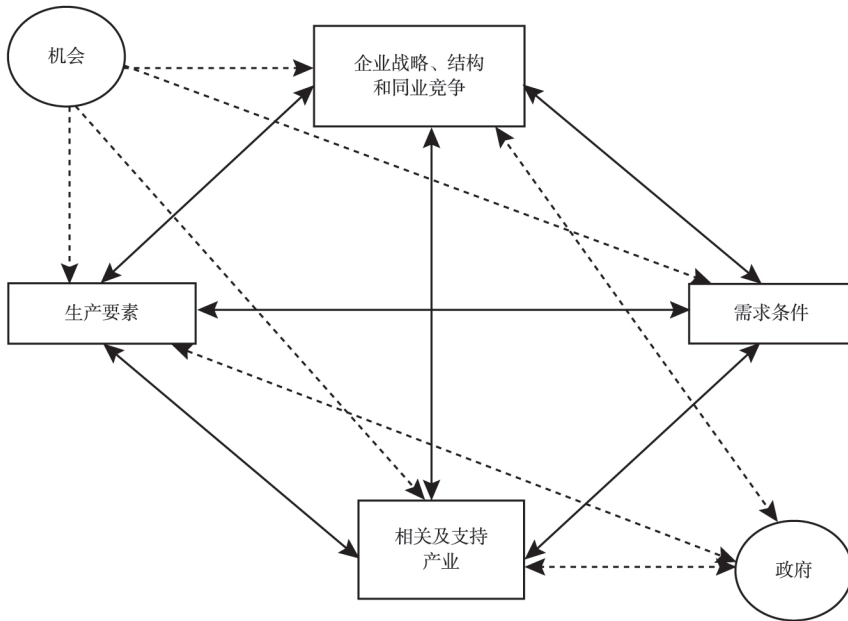 机会
企业战略、结构
和同业竞争
生产要素
需求条件
相关及支持
产业
政府